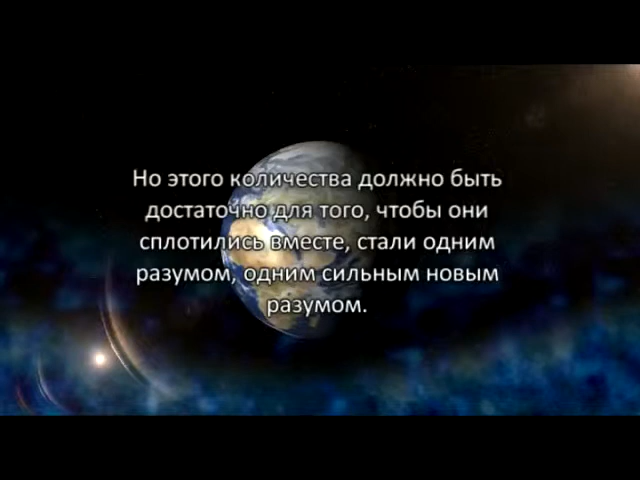 Но этого количества должно быть
достаточно для того, чтобы они
сплотились вместе, стали одним
разумом, одним сильным новым
разумом.